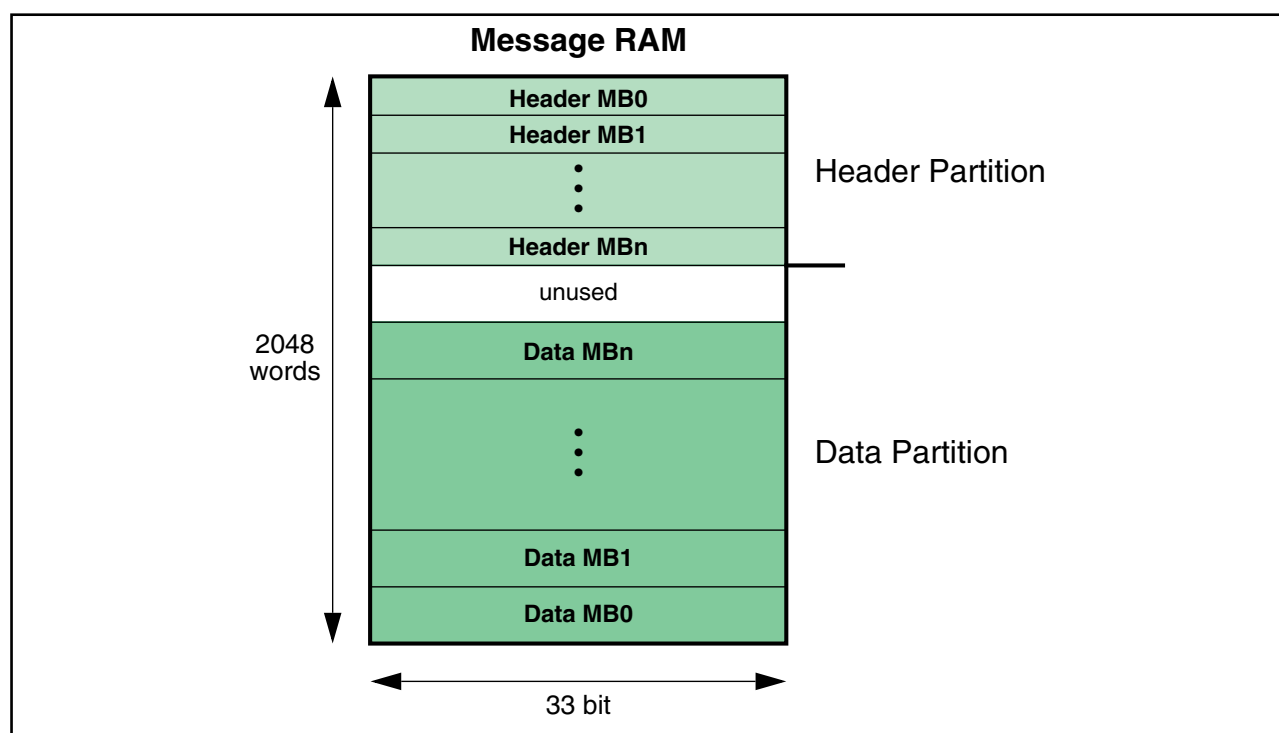 Message RAM
Header MB0
Header MB1
Header Partition
Header MBn
unused
2048
words
Data MBn
Data Partition
Data MB1
Data MB0
33 bit